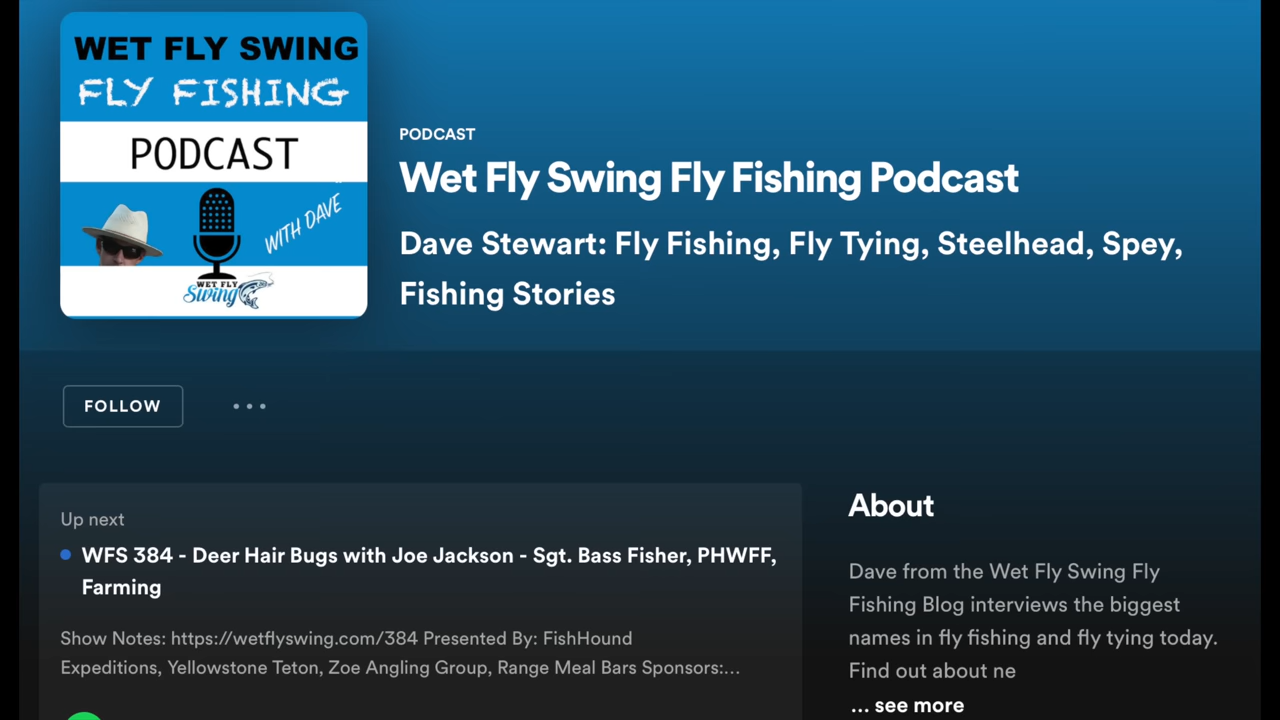 WET FLY SWING
FLY FISHING
PODCAST
WITH DAVE
WET FLY
Swing
PODCAST
Wet Fly Swing Fly Fishing Podcast
Dave Stewart: Fly Fishing, Fly Tying, Steelhead, Spey,
Fishing Stories
FOLLOW
Up next
WFS 384 - Deer Hair Bugs with Joe Jackson - Sgt. Bass Fisher, PHWFF,
Farming
Show Notes: https://wetflyswing.com/384 Presented By: FishHound
Expeditions, Yellowstone Teton, Zoe Angling Group, Range Meal Bars Sponsors:...
About
Dave from the Wet Fly Swing Fly
Fishing Blog interviews the biggest
names in fly fishing and fly tying today.
Find out about ne
... see more